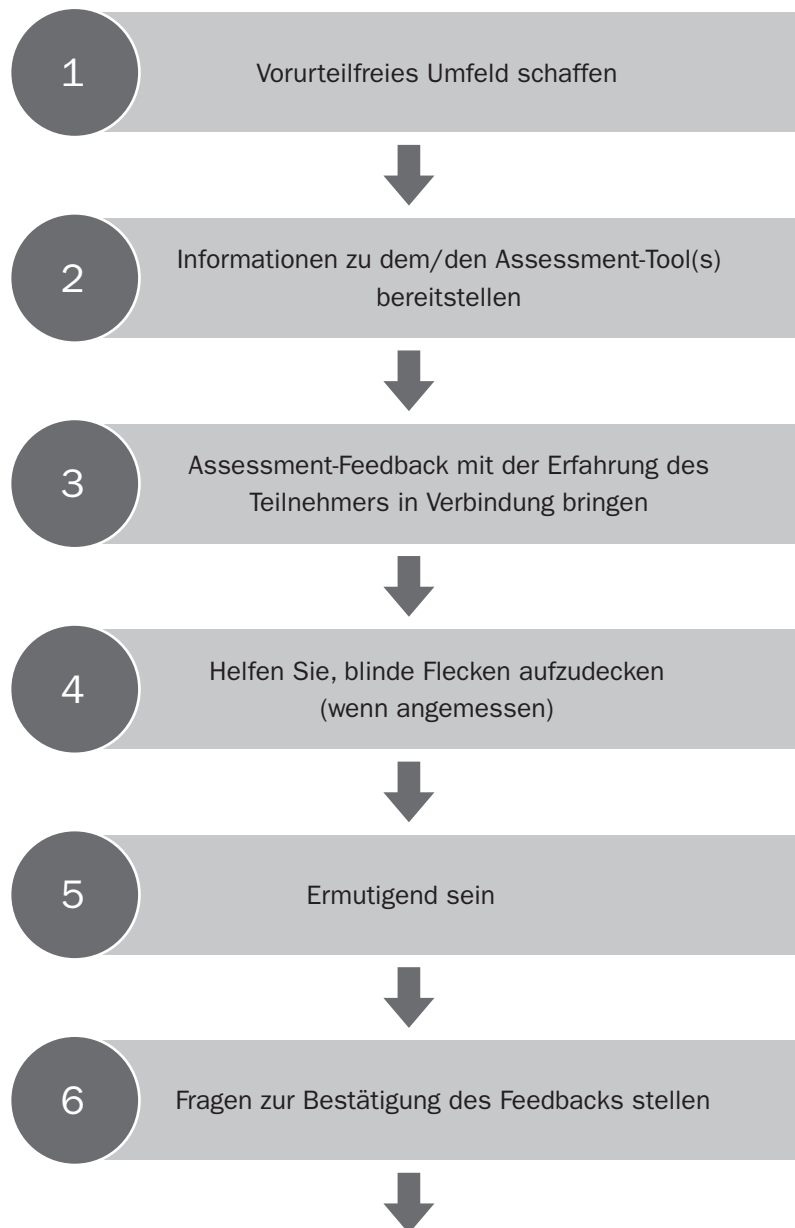 1
Vorurteilfreies Umfeld schaffen
2
Informationen zu dem/den Assessment-Tool(s)
bereitstellen
3
Assessment-Feedback mit der Erfahrung des
Teilnehmers in Verbindung bringen
4
Helfen Sie, blinde Flecken aufzudecken
(wenn angemessen)
5
Ermutigend sein
6
Fragen zur Bestätigung des Feedbacks stellen